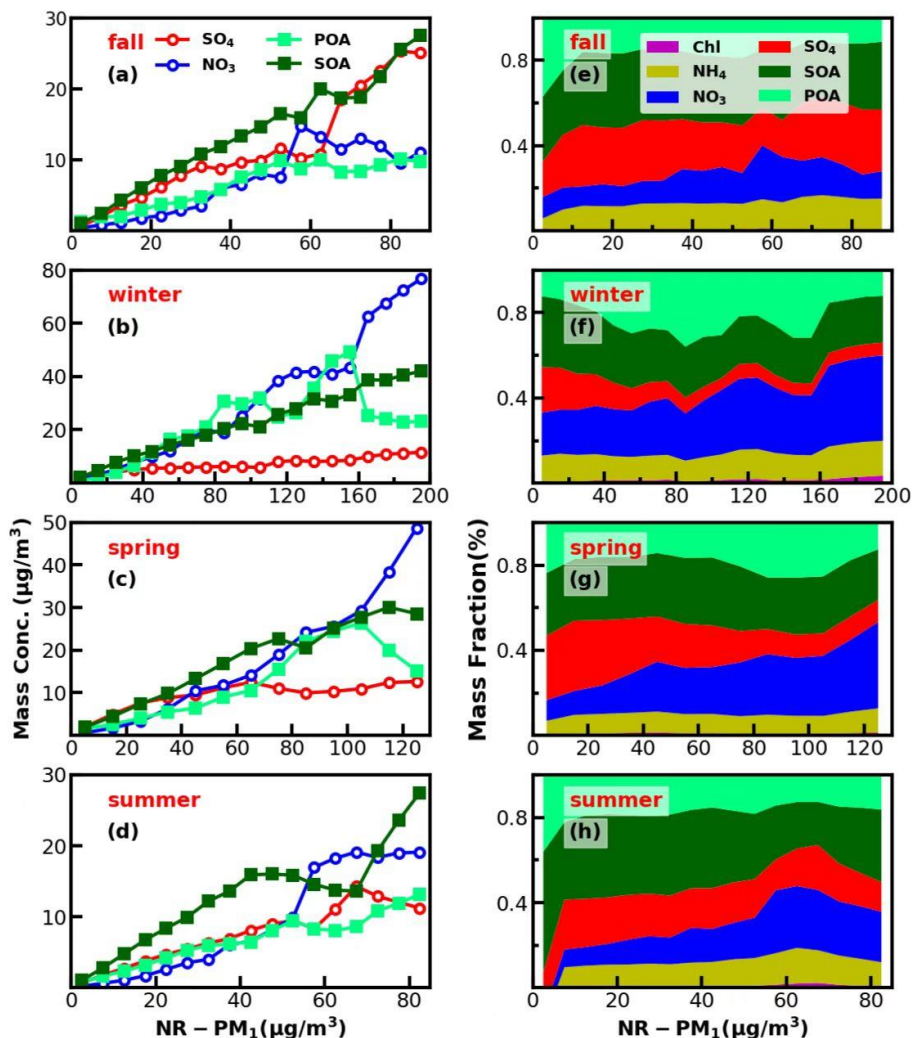 30
20
10
fall
(a)
SO₄
NO₃
POA
SOA
0 20 40 60 80
0.8
0.4
fall
(e)
Chl
NH₄
NO₃
SO₄
SOA
POA
0 20 40 60 80
80
60
40
20
winter
(b)
0 40 80 120 160 200
0.8
0.4
winter
(f)
0 40 80 120 160 200
50
40
30
20
10
spring
(c)
0 20 40 60 80 100 120
0.8
0.4
spring
(g)
0 20 40 60 80 100 120
30
20
10
summer
(d)
0 20 40 60 80
0.8
0.4
summer
(h)
0 20 40 60 80
Mass Conc. (μg/m³)
Mass Fraction(%)
NR − PM₁(μg/m³)
NR − PM₁(μg/m³)